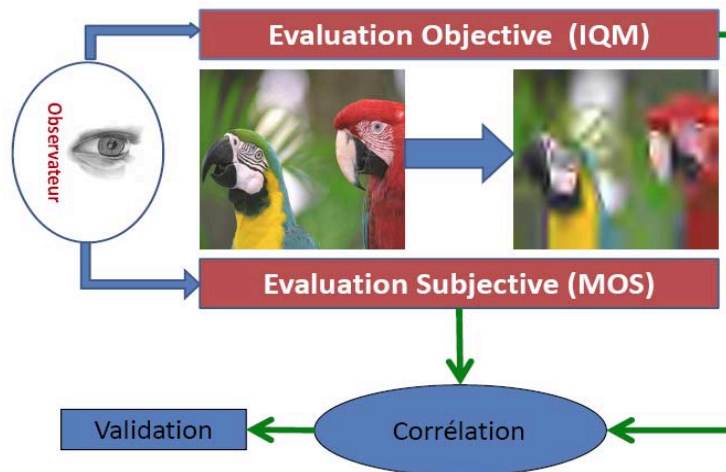 Evaluation Objective (IQM)
Observateur
Evaluation Subjective (MOS)
Validation
Corrélation